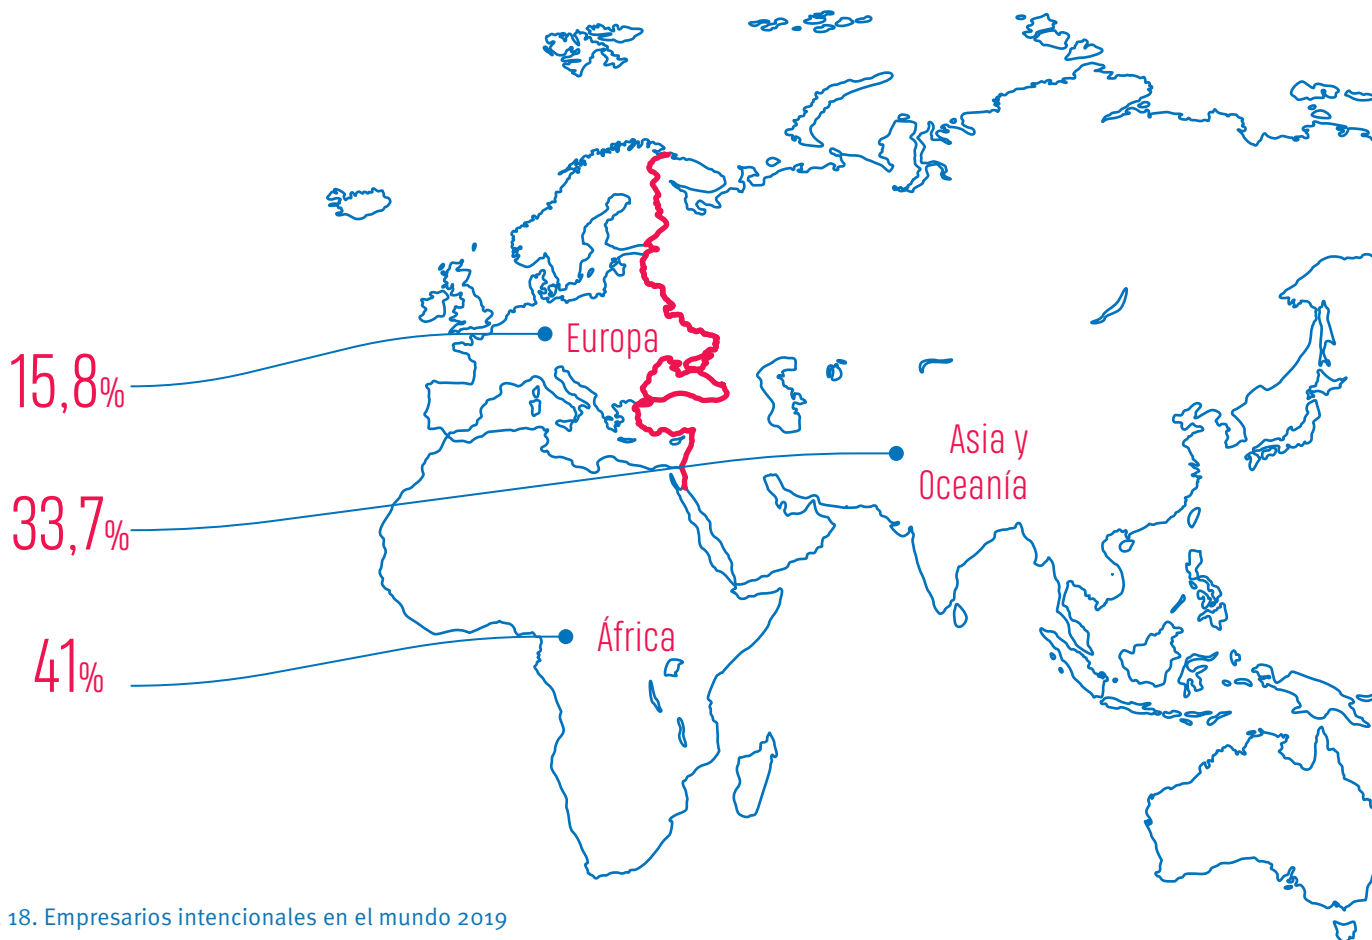 Europa
15,8%
Asia y
Oceanía
33,7%
África
41%
18. Empresarios intencionales en el mundo 2019